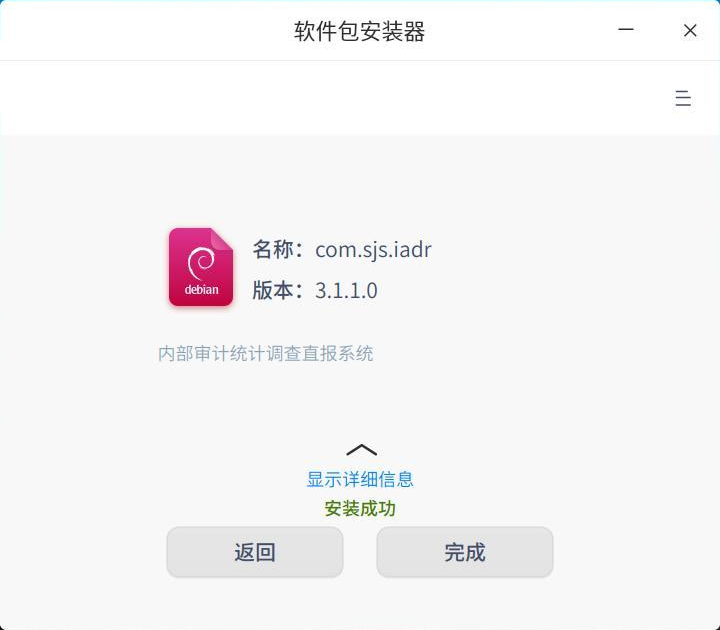 软件包安装器
名称：com.sjs.iadr
debian
版本：3.1.1.0
内部审计统计调查直报系统
显示详细信息
安装成功
返回 完成